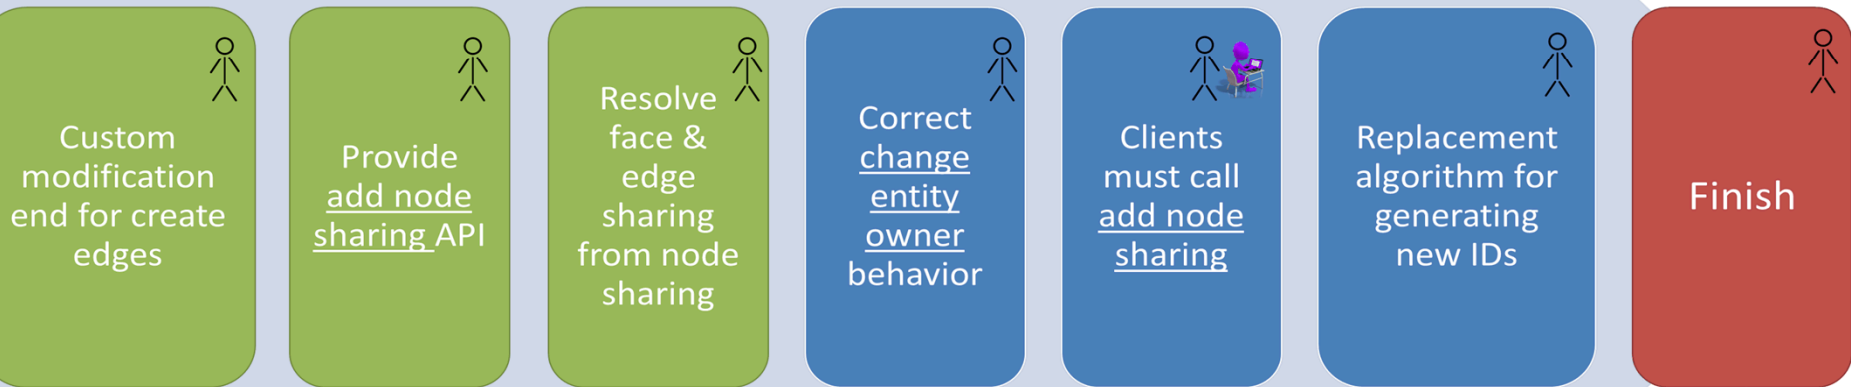 Custom
modification
end for create
edges
Provide
add node
sharing API
Resolve
face &
edge
sharing
from node
sharing
Correct
change
entity
owner
behavior
Clients
must call
add node
sharing
Replacement
algorithm for
generating
new IDs
Finish